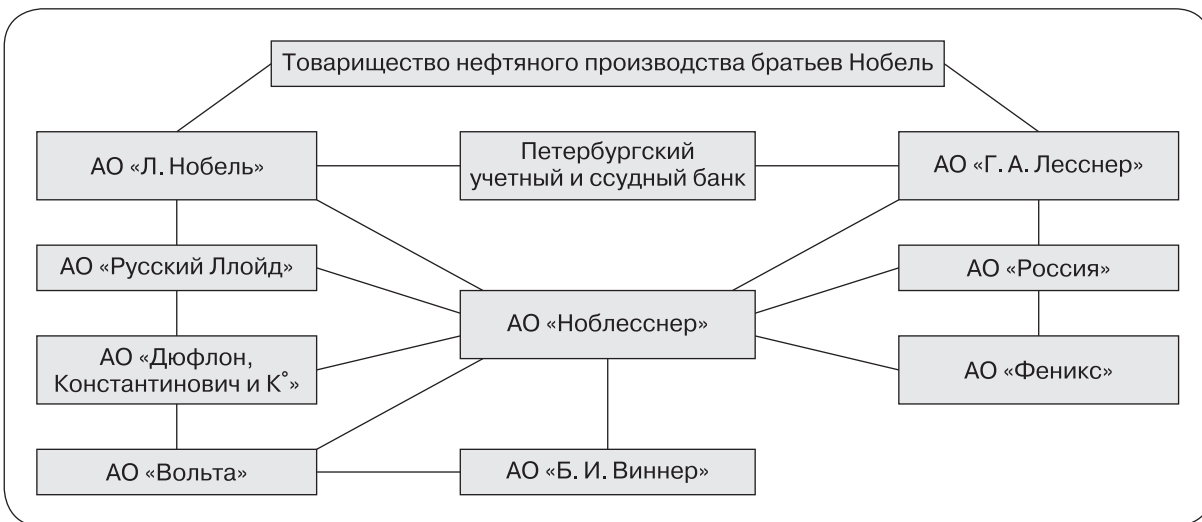 Товарищество нефтяного производства братьев Нобель
АО «Л. Нобель»
Петербургский
учетный и ссудный банк
АО «Г. А. Лесснер»
АО «Русский Ллойд»
АО «Россия»
АО «Ноблесснер»
АО «Дюфлон,
Константинович и К°»
АО «Феникс»
АО «Вольта»
АО «Б. И. Виннер»